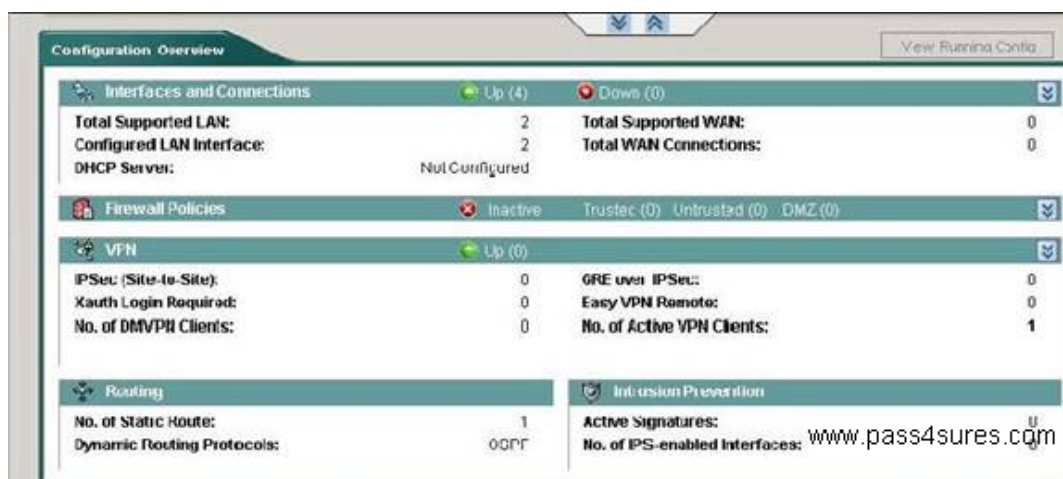 Configuration Overview
View Running Config
Interfaces and Connections Up (4) Down (0)
Total Supported LAN: 2 Total Supported WAN: 0
Configured LAN Interface: 2 Total WAN Connections: 0
DHCP Server: Not Configured
Firewall Policies Inactive Trusted (0) Untrusted (0) DMZ (0)
VPN Up (0)
IPSec (Site-to-Site): 0 GRE over IPSec: 0
Xauth Login Required: 0 Easy VPN Remote: 0
No. of DMVPN Clients: 0 No. of Active VPN Clients: 1
Routing Intrusion Prevention
No. of Static Route: 1 Active Signatures: 0
Dynamic Routing Protocols: OSPF No. of IPS-enabled Interfaces: 0
www.pass4sures.com